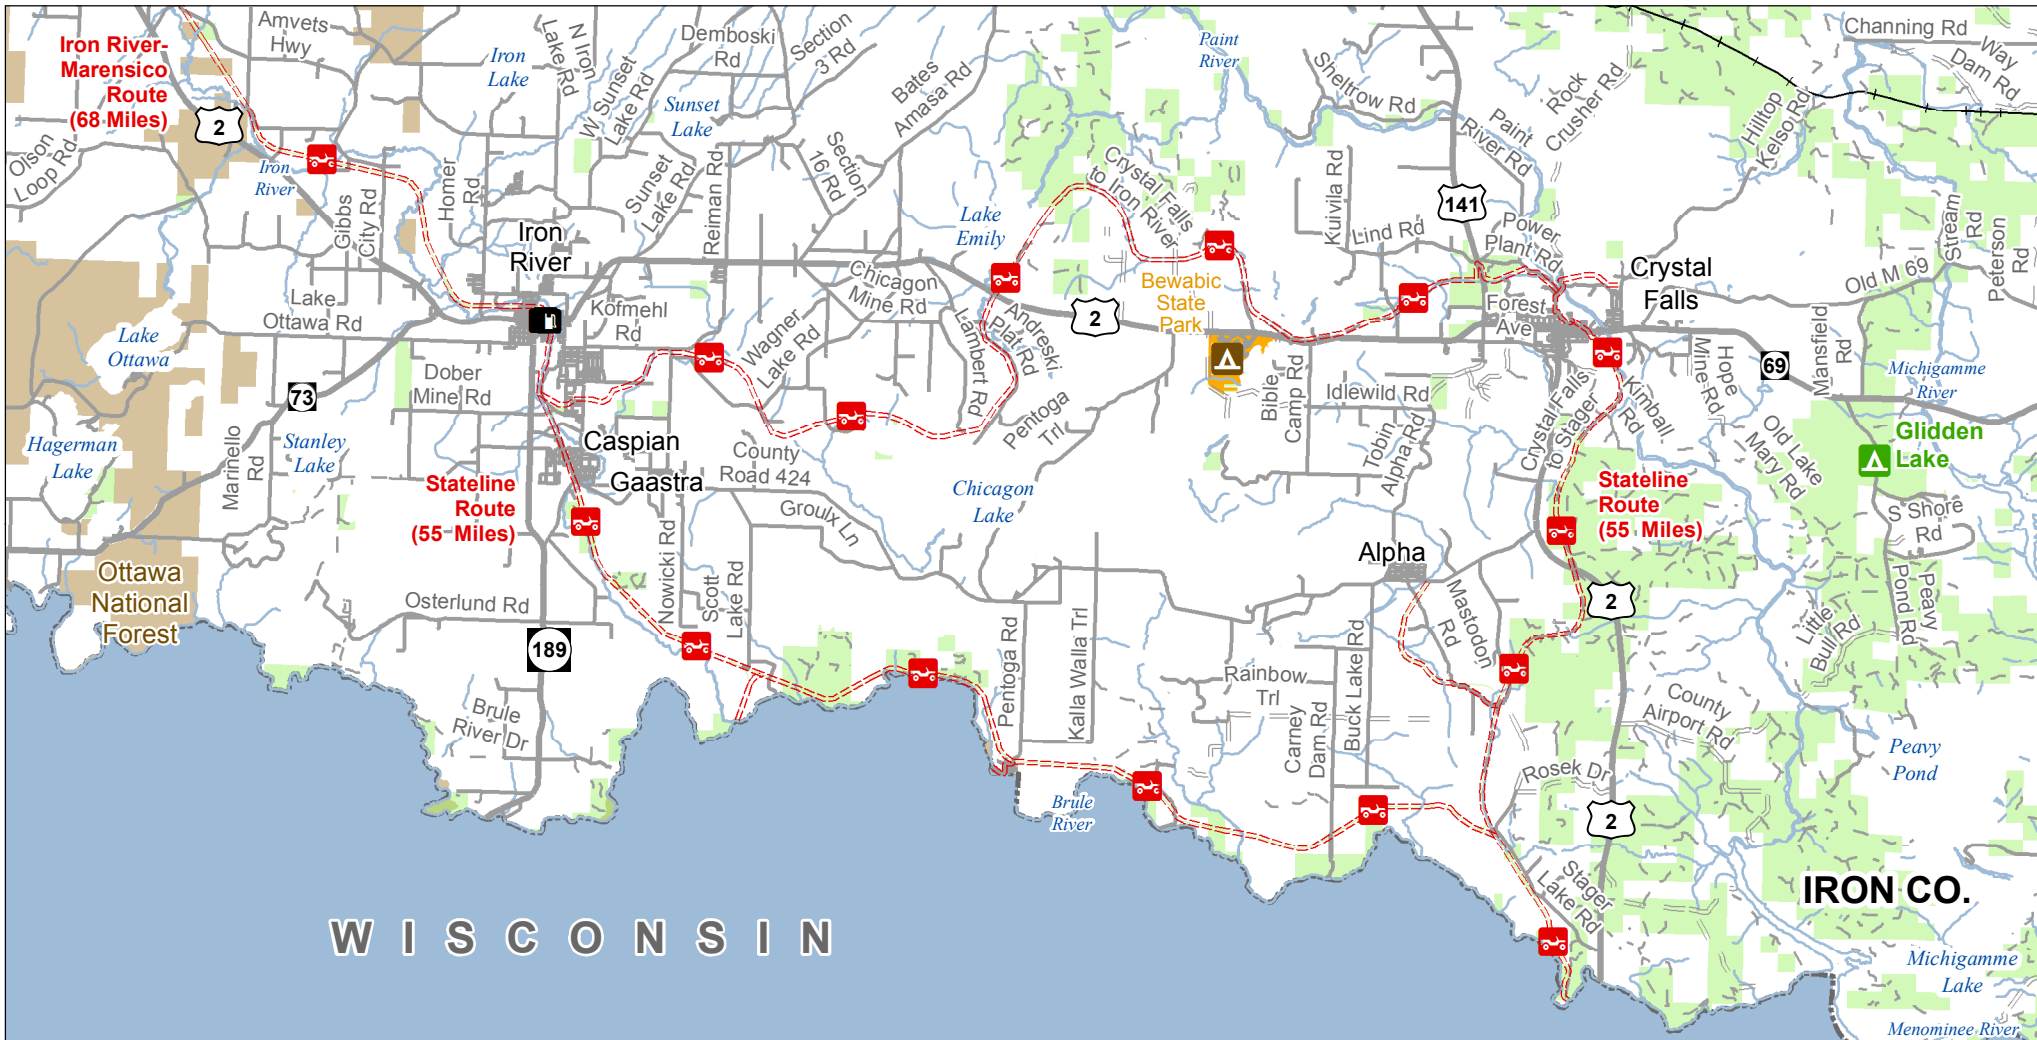 Iron River-
Marensico
Route
(68 Miles)
2
Amvets
Hwy
Iron
Lake
N Iron
Lake Rd
W Sunset
Lake Rd
Demboski
Rd
Section
3 Rd
Sunset
Lake
Bates
Amasa Rd
Paint
River
Sheltrow Rd
Rock
Crusher Rd
Channing Rd
Way
Dam Rd
Hilltop
Kelso Rd
Olson
Loop Rd
Iron
River
Gibbs
City Rd
Homer
Rd
Iron
River
Sunset
Lake Rd
Reiman Rd
Section
16 Rd
Lake
Emily
Crystal Falls
to Iron River
Kuivila Rd
Lind Rd
141
Paint
River Rd
Power
Plant Rd
Crystal
Falls
Stream
Rd
Peterson
Rd
Old M 69
Lake
Ottawa Rd
Lake
Ottawa
Kofmehl
Rd
Chicagon
Mine Rd
Wagner
Lake Rd
Lambert Rd
Andreski
Plat Rd
2
Bewabic
State
Park
Forest
Ave
Mansfield
Rd
69
Michigamme
River
Hope
Mine Rd
73
Dober
Mine Rd
Bible
Camp Rd
Idlewild Rd
Pentoga
Trl
Crystal Falls
to Stager
Kimball
Rd
Old Lake
Mary Rd
Glidden
Lake
Hagerman
Lake
Marinello
Rd
Stanley
Lake
Caspian
Gaastra
County
Road 424
Tobin
Alpha Rd
Stateline
Route
(55 Miles)
Groulx Ln
Chicagon
Lake
Stateline
Route
(55 Miles)
S Shore
Rd
Alpha
Ottawa
National
Forest
Osterlund Rd
Nowicki Rd
Scott
Lake Rd
Mastodon
Rd
2
Little
Bull Rd
Peavy
Pond Rd
189
Pentoga Rd
Kalla Walla Trl
Rainbow
Trl
Carney
Dam Rd
Buck Lake Rd
County
Airport Rd
Brule
River Dr
Rosek Dr
Peavy
Pond
Brule
River
2
Stager
Lake Rd
IRON CO.
WISCONSIN
Michigamme
Lake
Menominee River